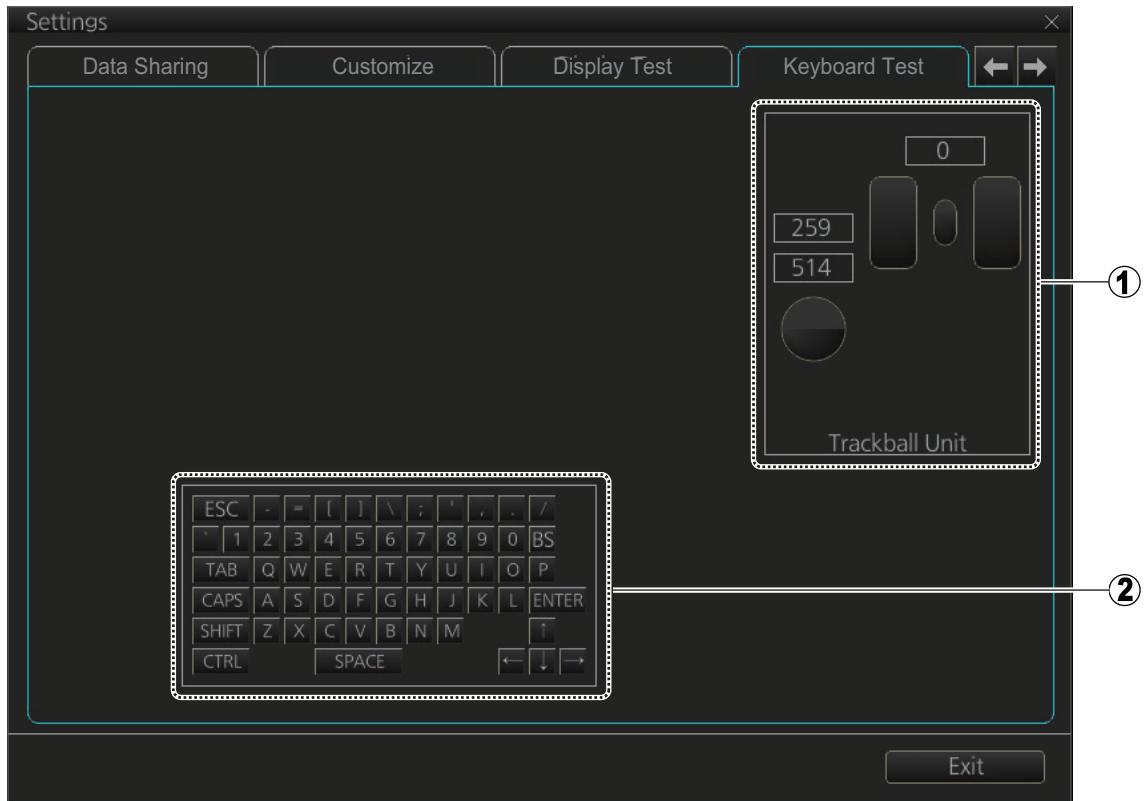 Settings
Data Sharing Customize Display Test Keyboard Test
0
259
514
Trackball Unit
1
ESC - = [ ] \ ; ' , . /
` 1 2 3 4 5 6 7 8 9 0 BS
TAB Q W E R T Y U I O P
CAPS A S D F G H J K L ENTER
SHIFT Z X C V B N M ↑
CTRL SPACE ← ↓ →
2
Exit